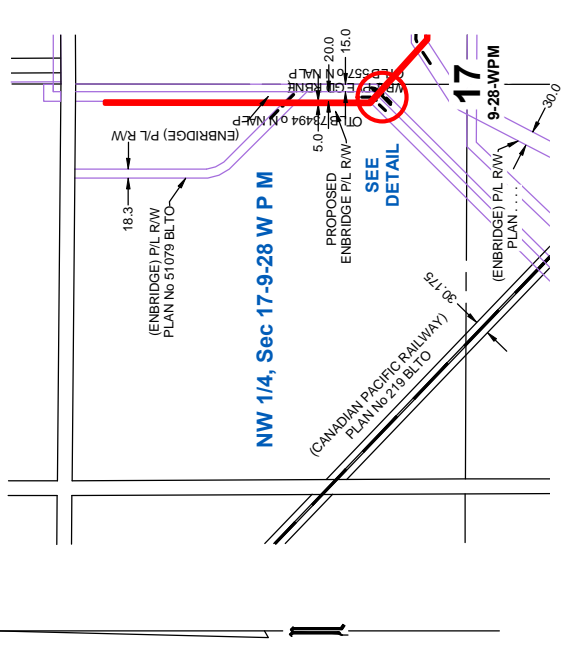 20.0
15.0
(ENBRIDGE) P/L R/W
5.0
PROPOSED
ENBRIDGE P/L R/W
SEE
DETAIL
17
9-28-WPM
30.0
(ENBRIDGE) P/L R/W
PLAN . . . .
18.3
(ENBRIDGE) P/L R/W
PLAN No 51079 BLTO
NW 1/4, Sec 17-9-28 W P M
30.175
(CANADIAN PACIFIC RAILWAY)
PLAN No 219 BLTO